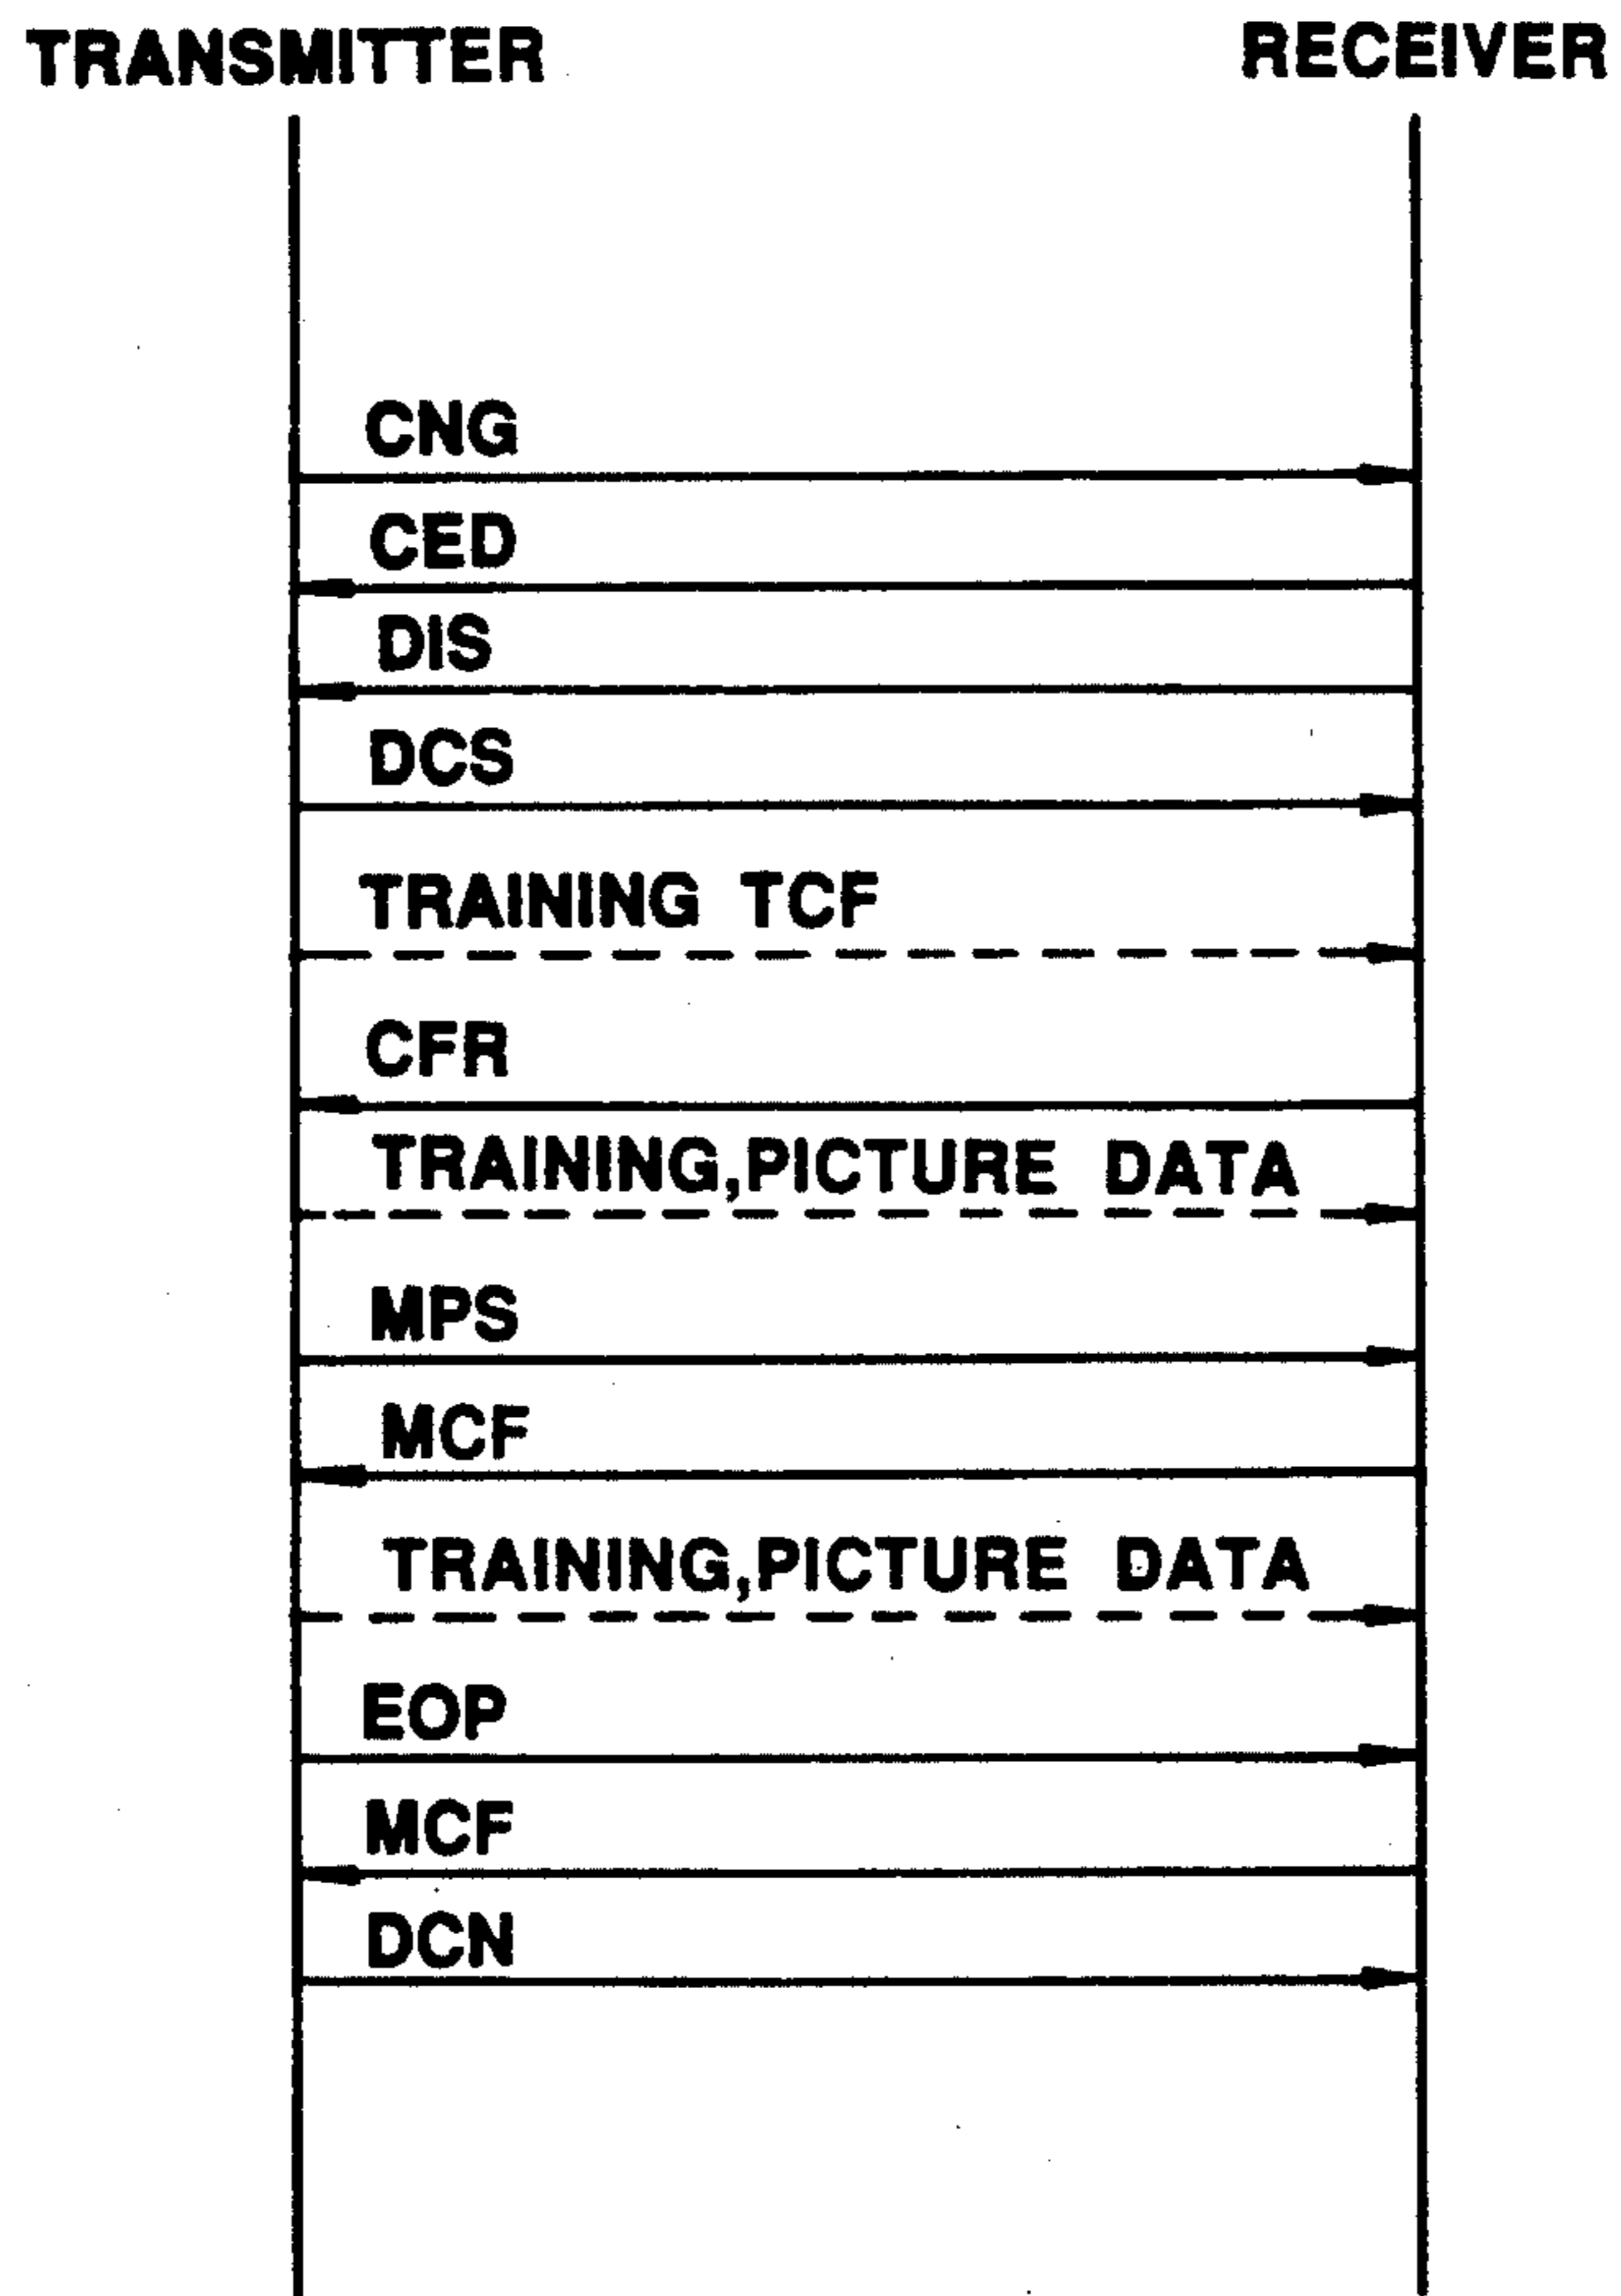 TRANSMITTER RECEIVER
CNG
CED
DIS
DCS
TRAINING TCF
CFR
TRAINING,PICTURE DATA
MPS
MCF
TRAINING,PICTURE DATA
EOP
MCF
DCN